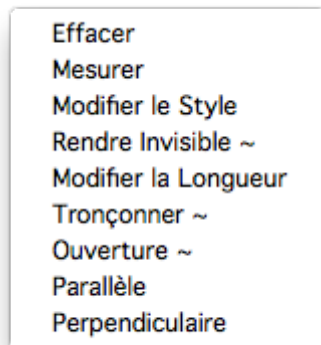 Effacer
Mesurer
Modifier le Style
Rendre Invisible ~
Modifier la Longueur
Tronçonner ~
Ouverture ~
Parallèle
Perpendiculaire